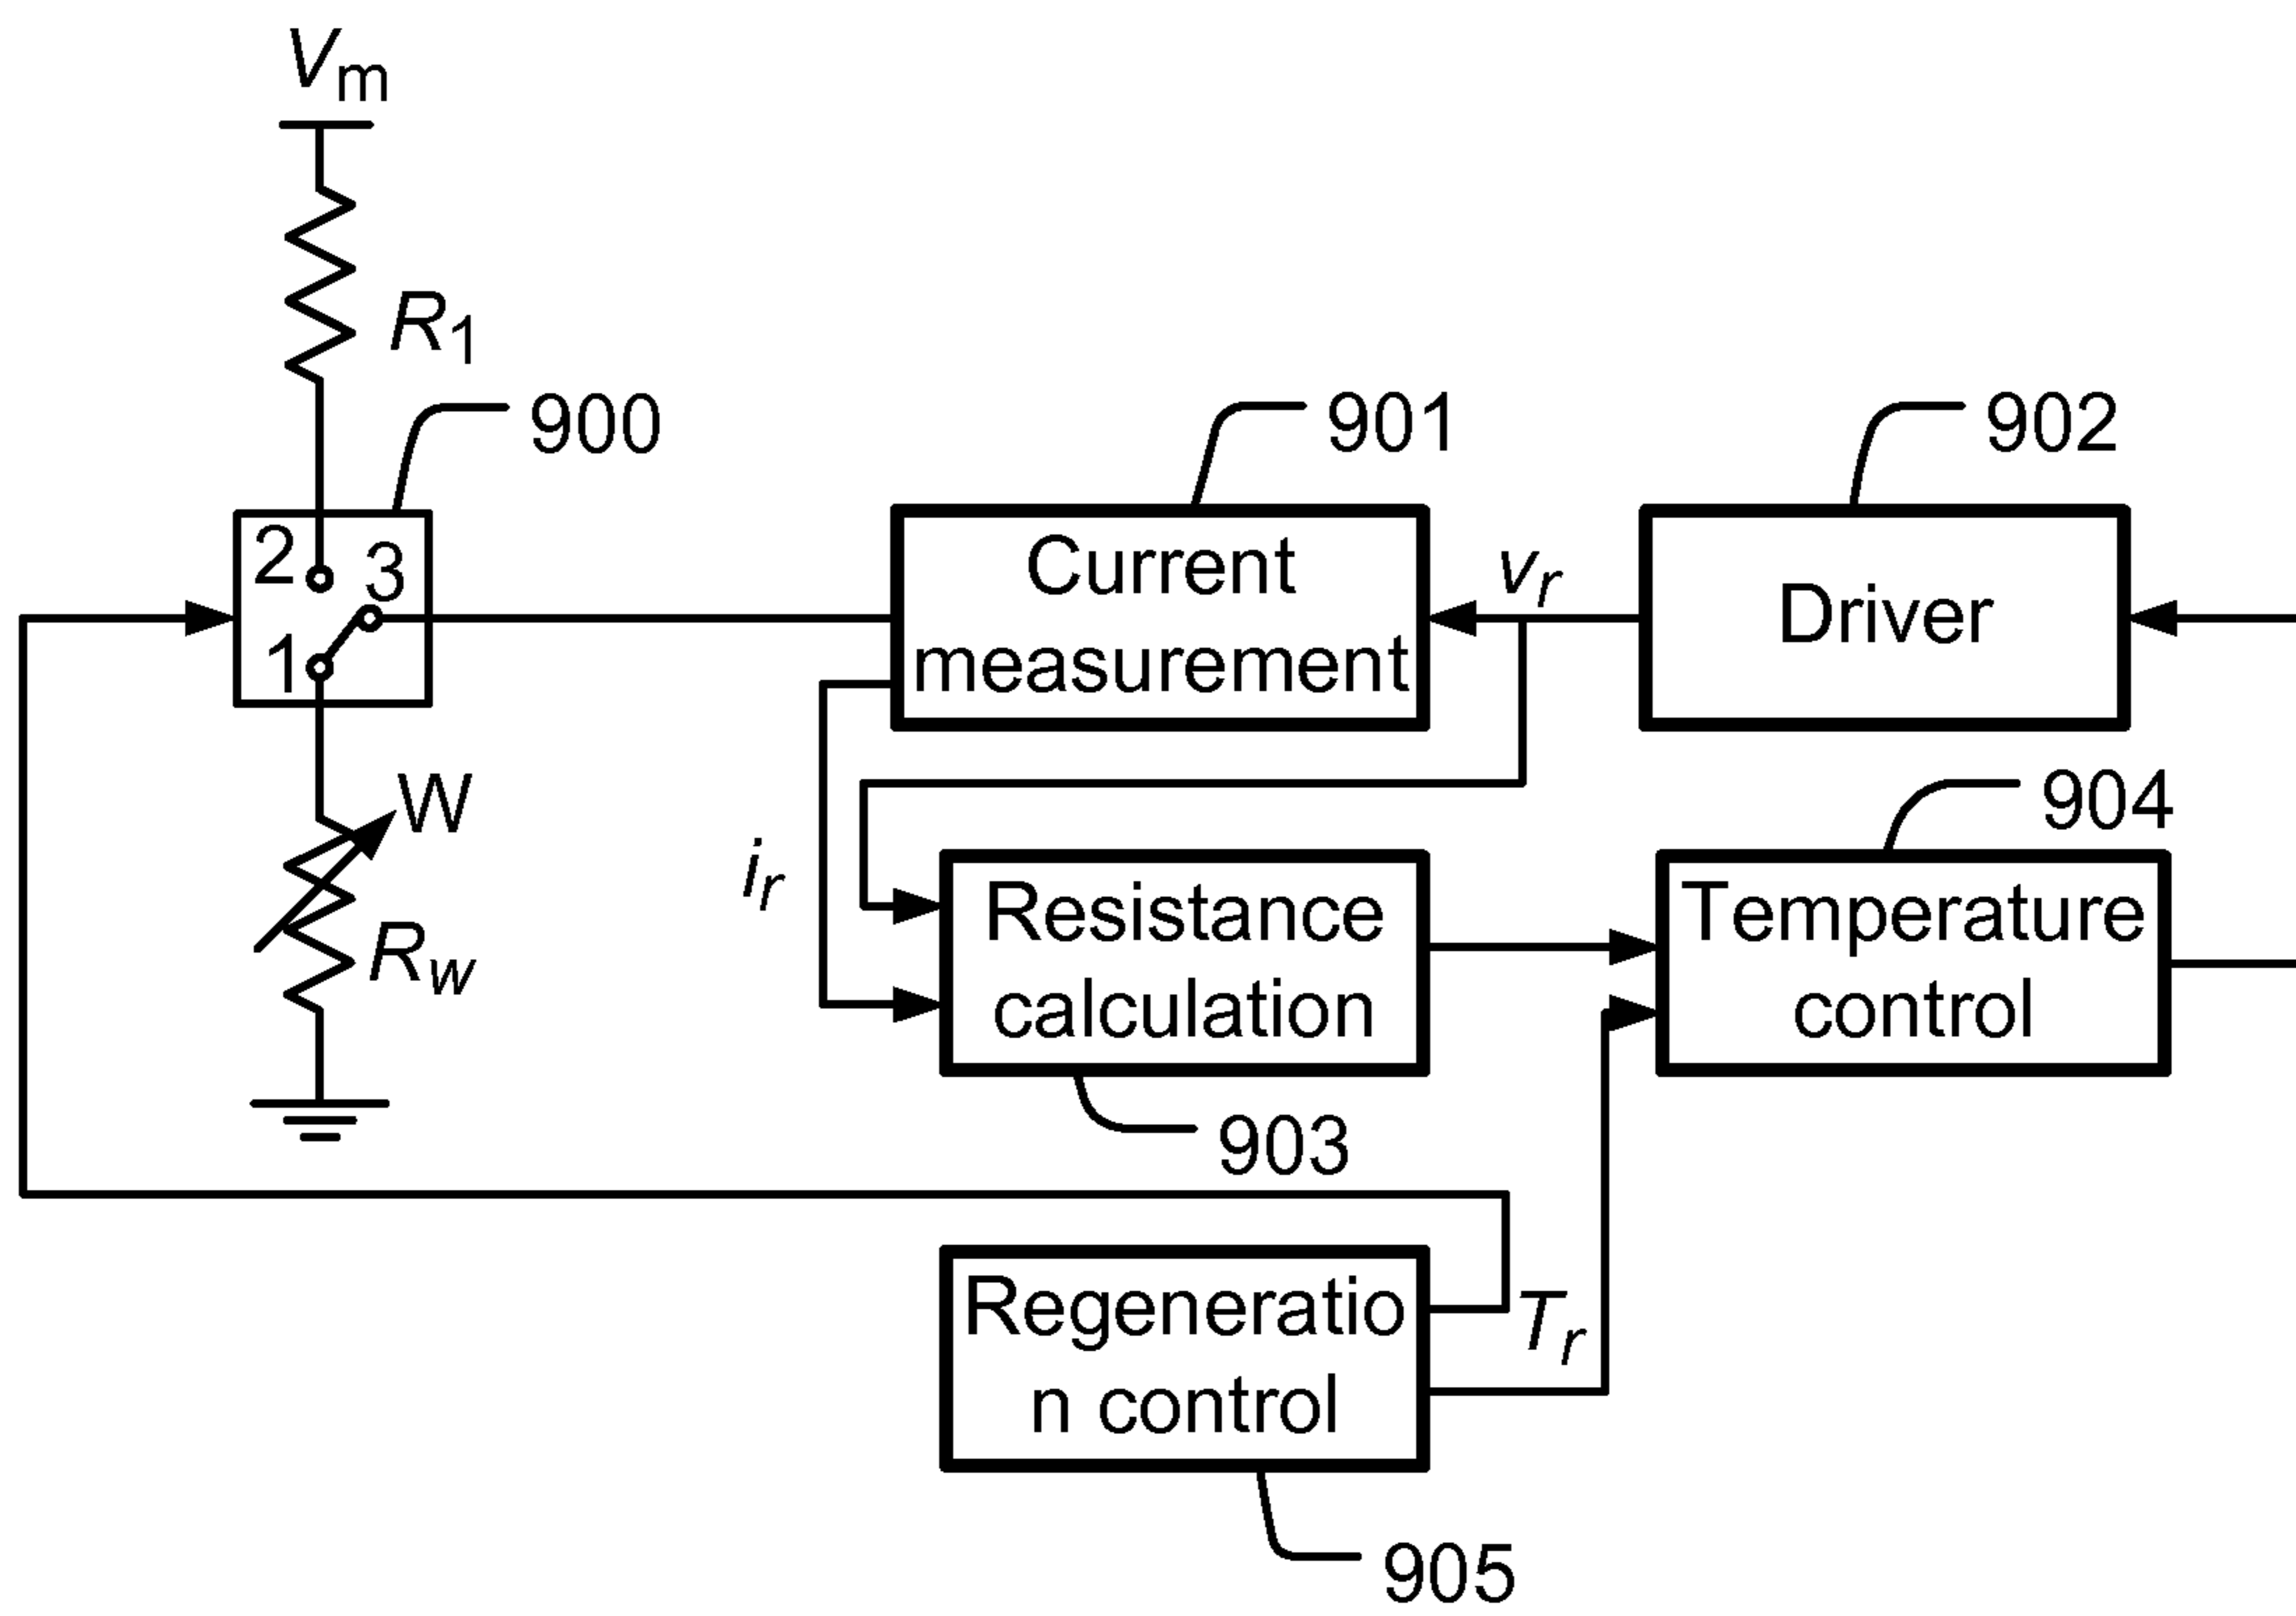 Vm
R1
900
901
902
2
3
1
Current
measurement
vr
Driver
W
Rw
ir
904
Resistance
calculation
Temperature
control
903
Regeneratio
n control
Tr
905